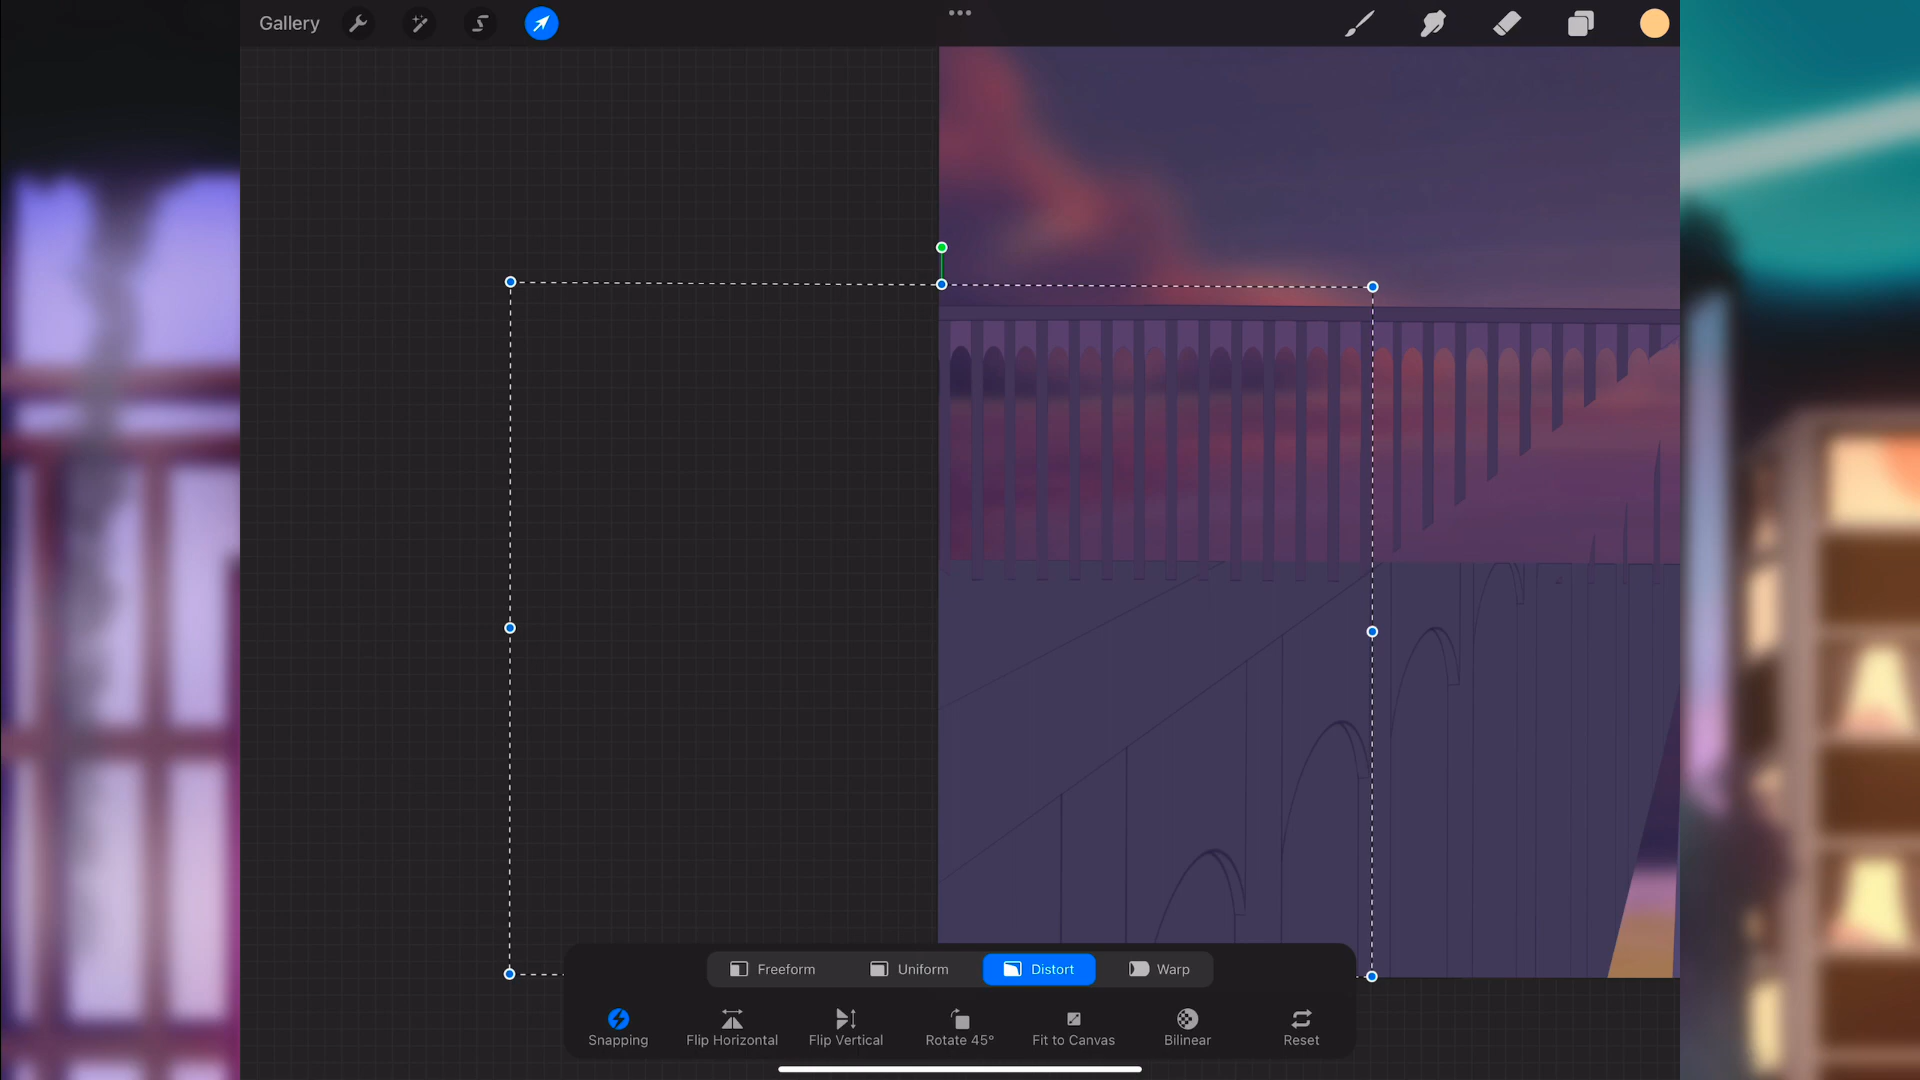 Gallery
Freeform Uniform Distort Warp
Snapping Flip Horizontal Flip Vertical Rotate 45° Fit to Canvas Bilinear Reset